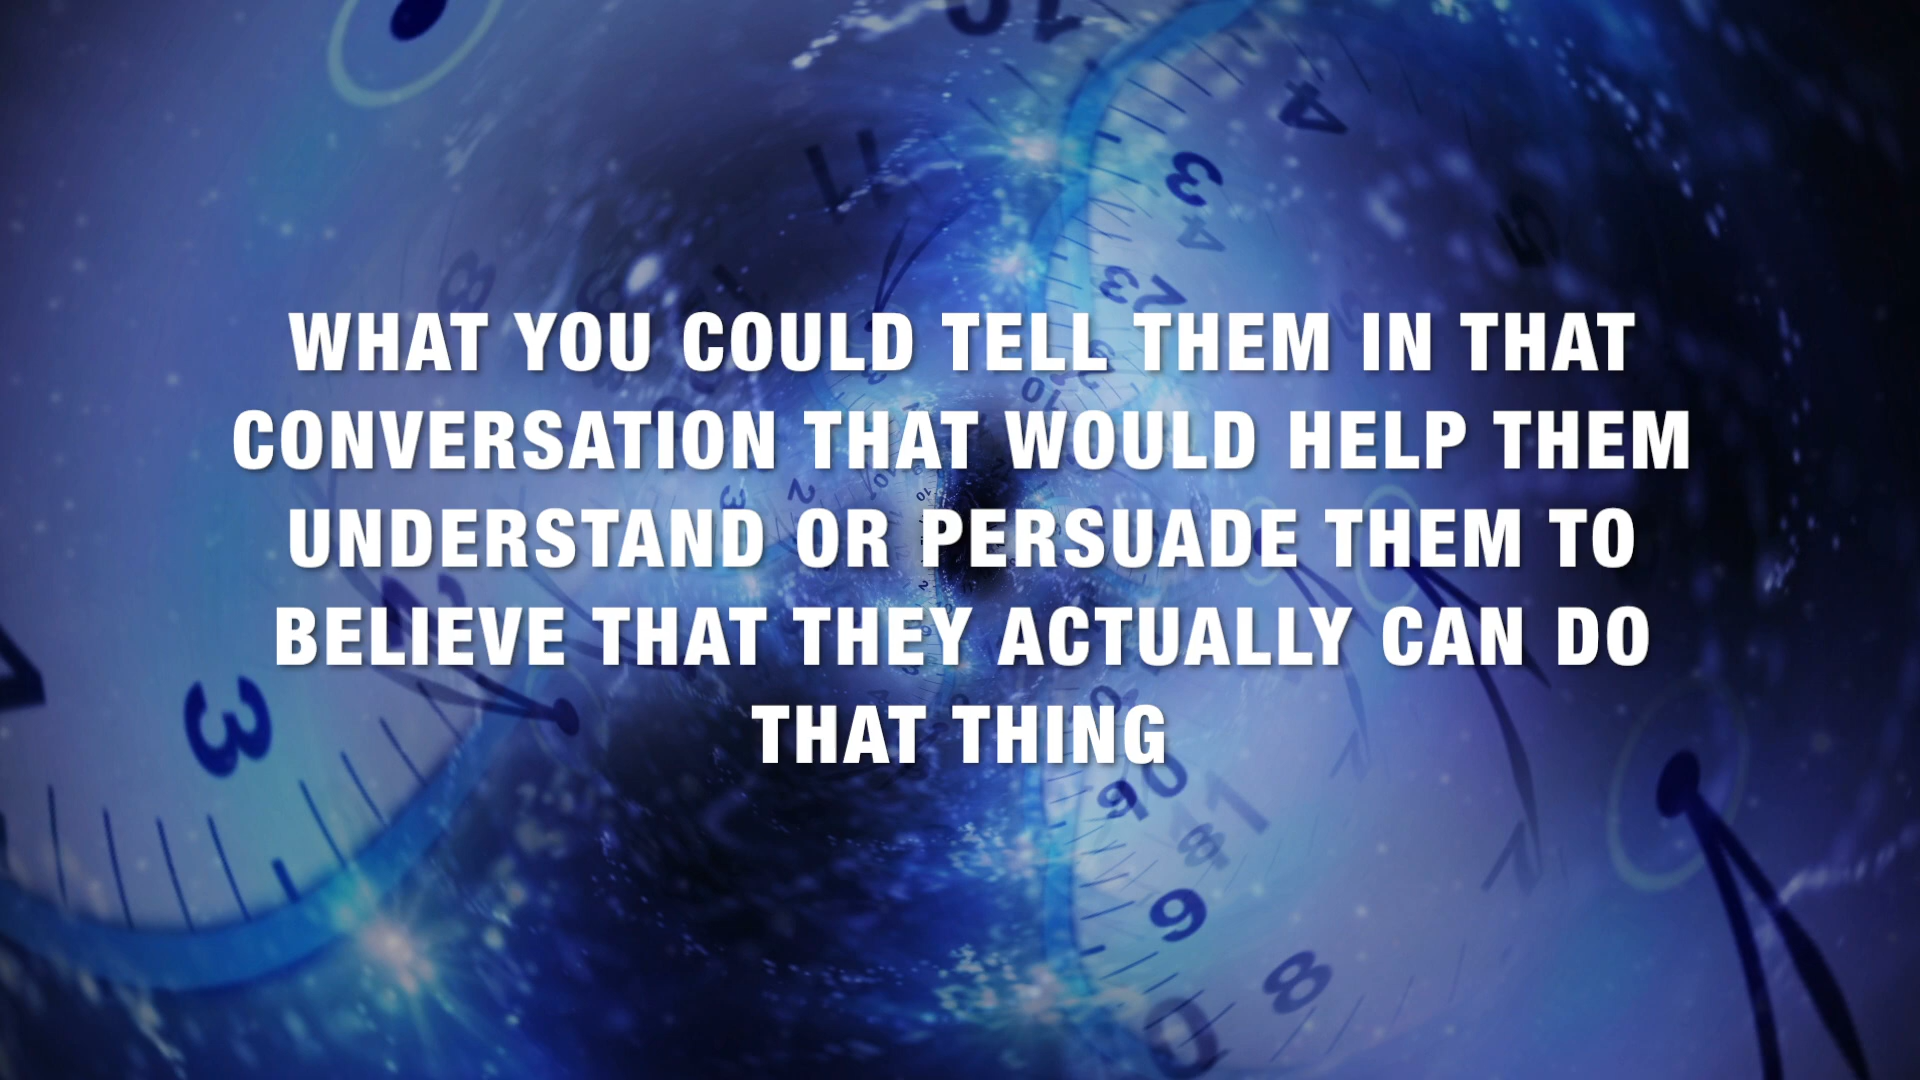 WHAT YOU COULD TELL THEM IN THAT
CONVERSATION THAT WOULD HELP THEM
UNDERSTAND OR PERSUADE THEM TO
BELIEVE THAT THEY ACTUALLY CAN DO
THAT THING